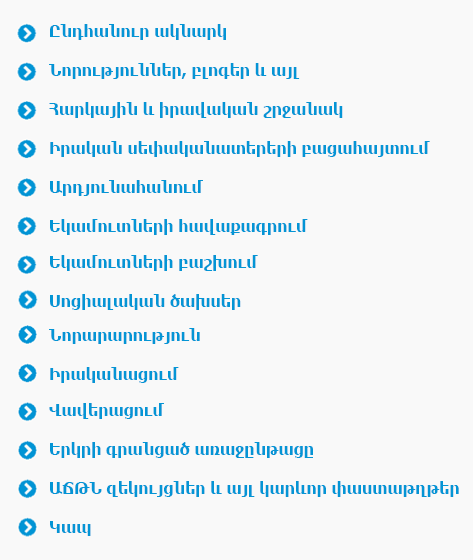 Ընդհանուր ակնարկ
Նորություններ, բլոգեր և այլ
Հարկային և իրավական շրջանակ
Իրական սեփականատերերի բացահայտում
Արդյունահանում
Եկամուտների հավաքագրում
Եկամուտների բաշխում
Սոցիալական ծախսեր
Նորարարություն
Իրականացում
Վավերացում
Երկրի գրանցած առաջընթացը
ԱՃԹՆ զեկույցներ և այլ կարևոր փաստաթղթեր
Կապ